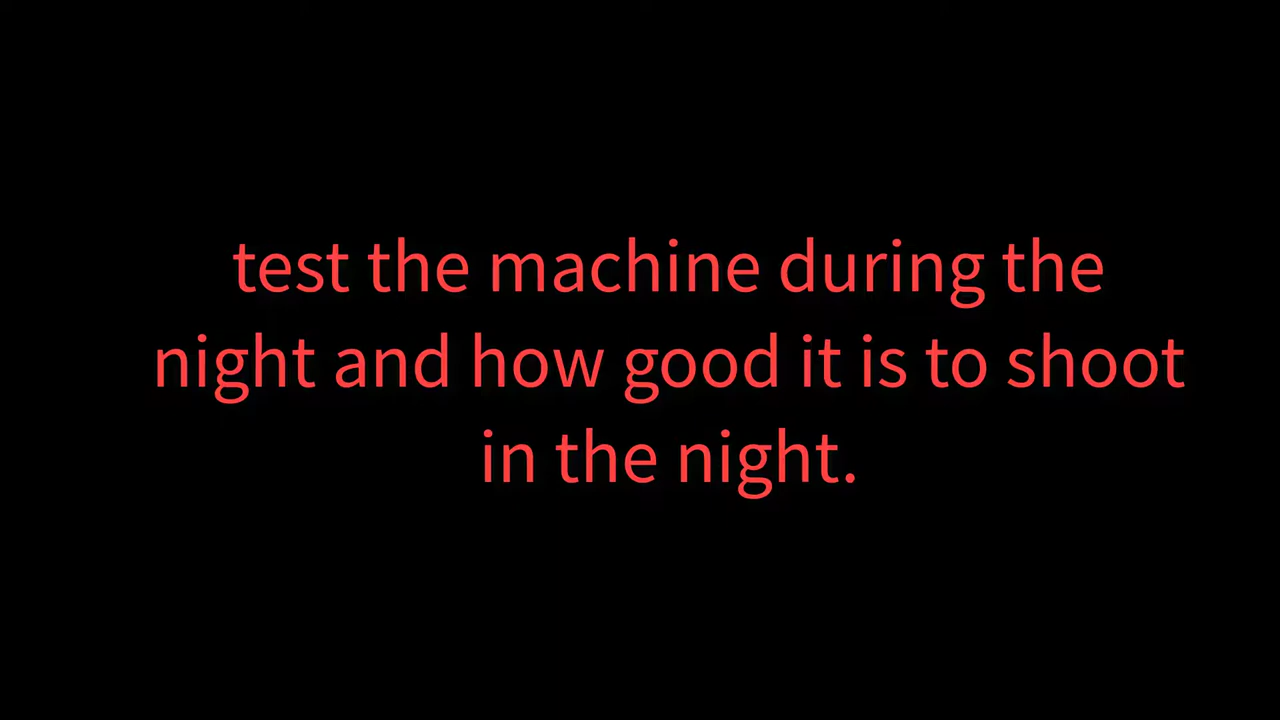 test the machine during the
night and how good it is to shoot
in the night.